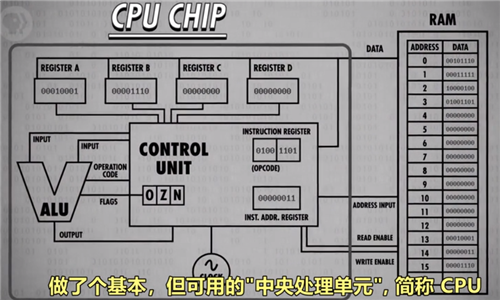 CPU CHIP
RAM
REGISTER A
REGISTER B
REGISTER C
REGISTER D
00010001
00001110
00000000
00000000
DATA
ADDRESS DATA
0 00101110
1 00011111
2 10000100
3 01001101
4 00000000
5 00000000
6 00000000
7 00000000
8 00000000
9 00000000
10 00000000
11 00000000
12 00000000
13 00000000
14 00001110
15
INPUT
INPUT
ALU
OPERATION
CODE
FLAGS
OUTPUT
CONTROL
UNIT
O Z N
INSTRUCTION REGISTER
0100 1101
(OPCODE)
00000011
INST. ADDR. REGISTER
ADDRESS INPUT
READ ENABLE
WRITE ENABLE
CLOCK
做了个基本，但可用的"中央处理单元", 简称 CPU